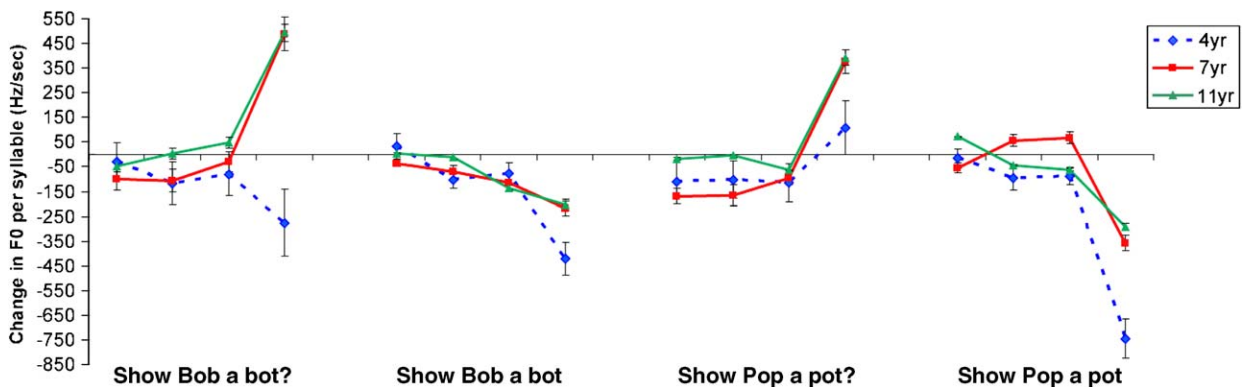 Change in F0 per syllable (Hz/sec)
550
450
350
250
150
50
-50
-150
-250
-350
-450
-550
-650
-750
-850
4yr
7yr
11yr
Show Bob a bot?
Show Bob a bot
Show Pop a pot?
Show Pop a pot